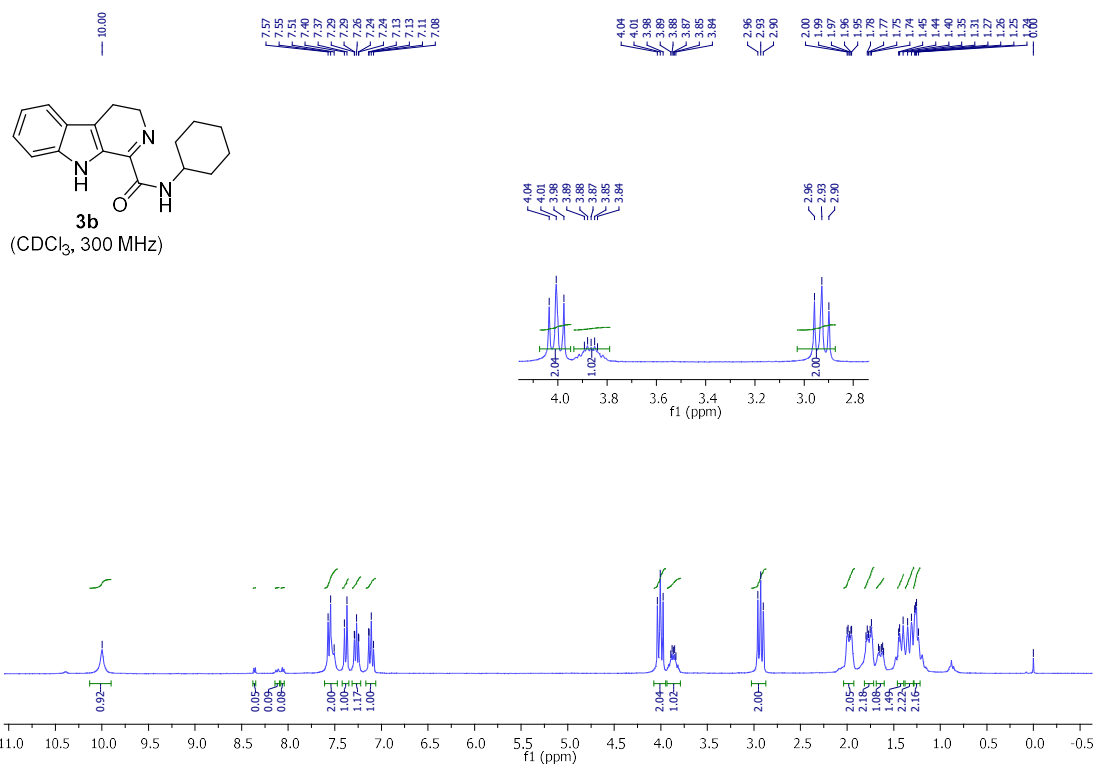 10.00
7.57 7.55 7.51 7.40 7.37 7.29 7.29 7.26 7.24 7.24 7.13 7.13 7.11 7.08
4.04 4.01 3.98 3.89 3.88 3.87 3.85 3.84
2.96 2.93 2.90
2.00 1.99 1.97 1.96 1.95 1.78 1.77 1.75 1.74 1.45 1.44 1.40 1.35 1.31 1.27 1.26 1.25 1.24 0.00
N
N
H
O
N
H
3b
(CDCl3, 300 MHz)
4.04 4.01 3.98 3.89 3.88 3.87 3.85 3.84
2.96 2.93 2.90
2.04 1.02 2.00
4.0 3.8 3.6 3.4 3.2 3.0 2.8
f1 (ppm)
0.92 0.05 0.09 0.08 2.00 1.00 1.17 1.00 2.04 1.02 2.00 2.05 2.18 1.08 1.49 2.22 2.16
11.0 10.5 10.0 9.5 9.0 8.5 8.0 7.5 7.0 6.5 6.0 5.5 5.0 4.5 4.0 3.5 3.0 2.5 2.0 1.5 1.0 0.5 0.0 -0.5
f1 (ppm)